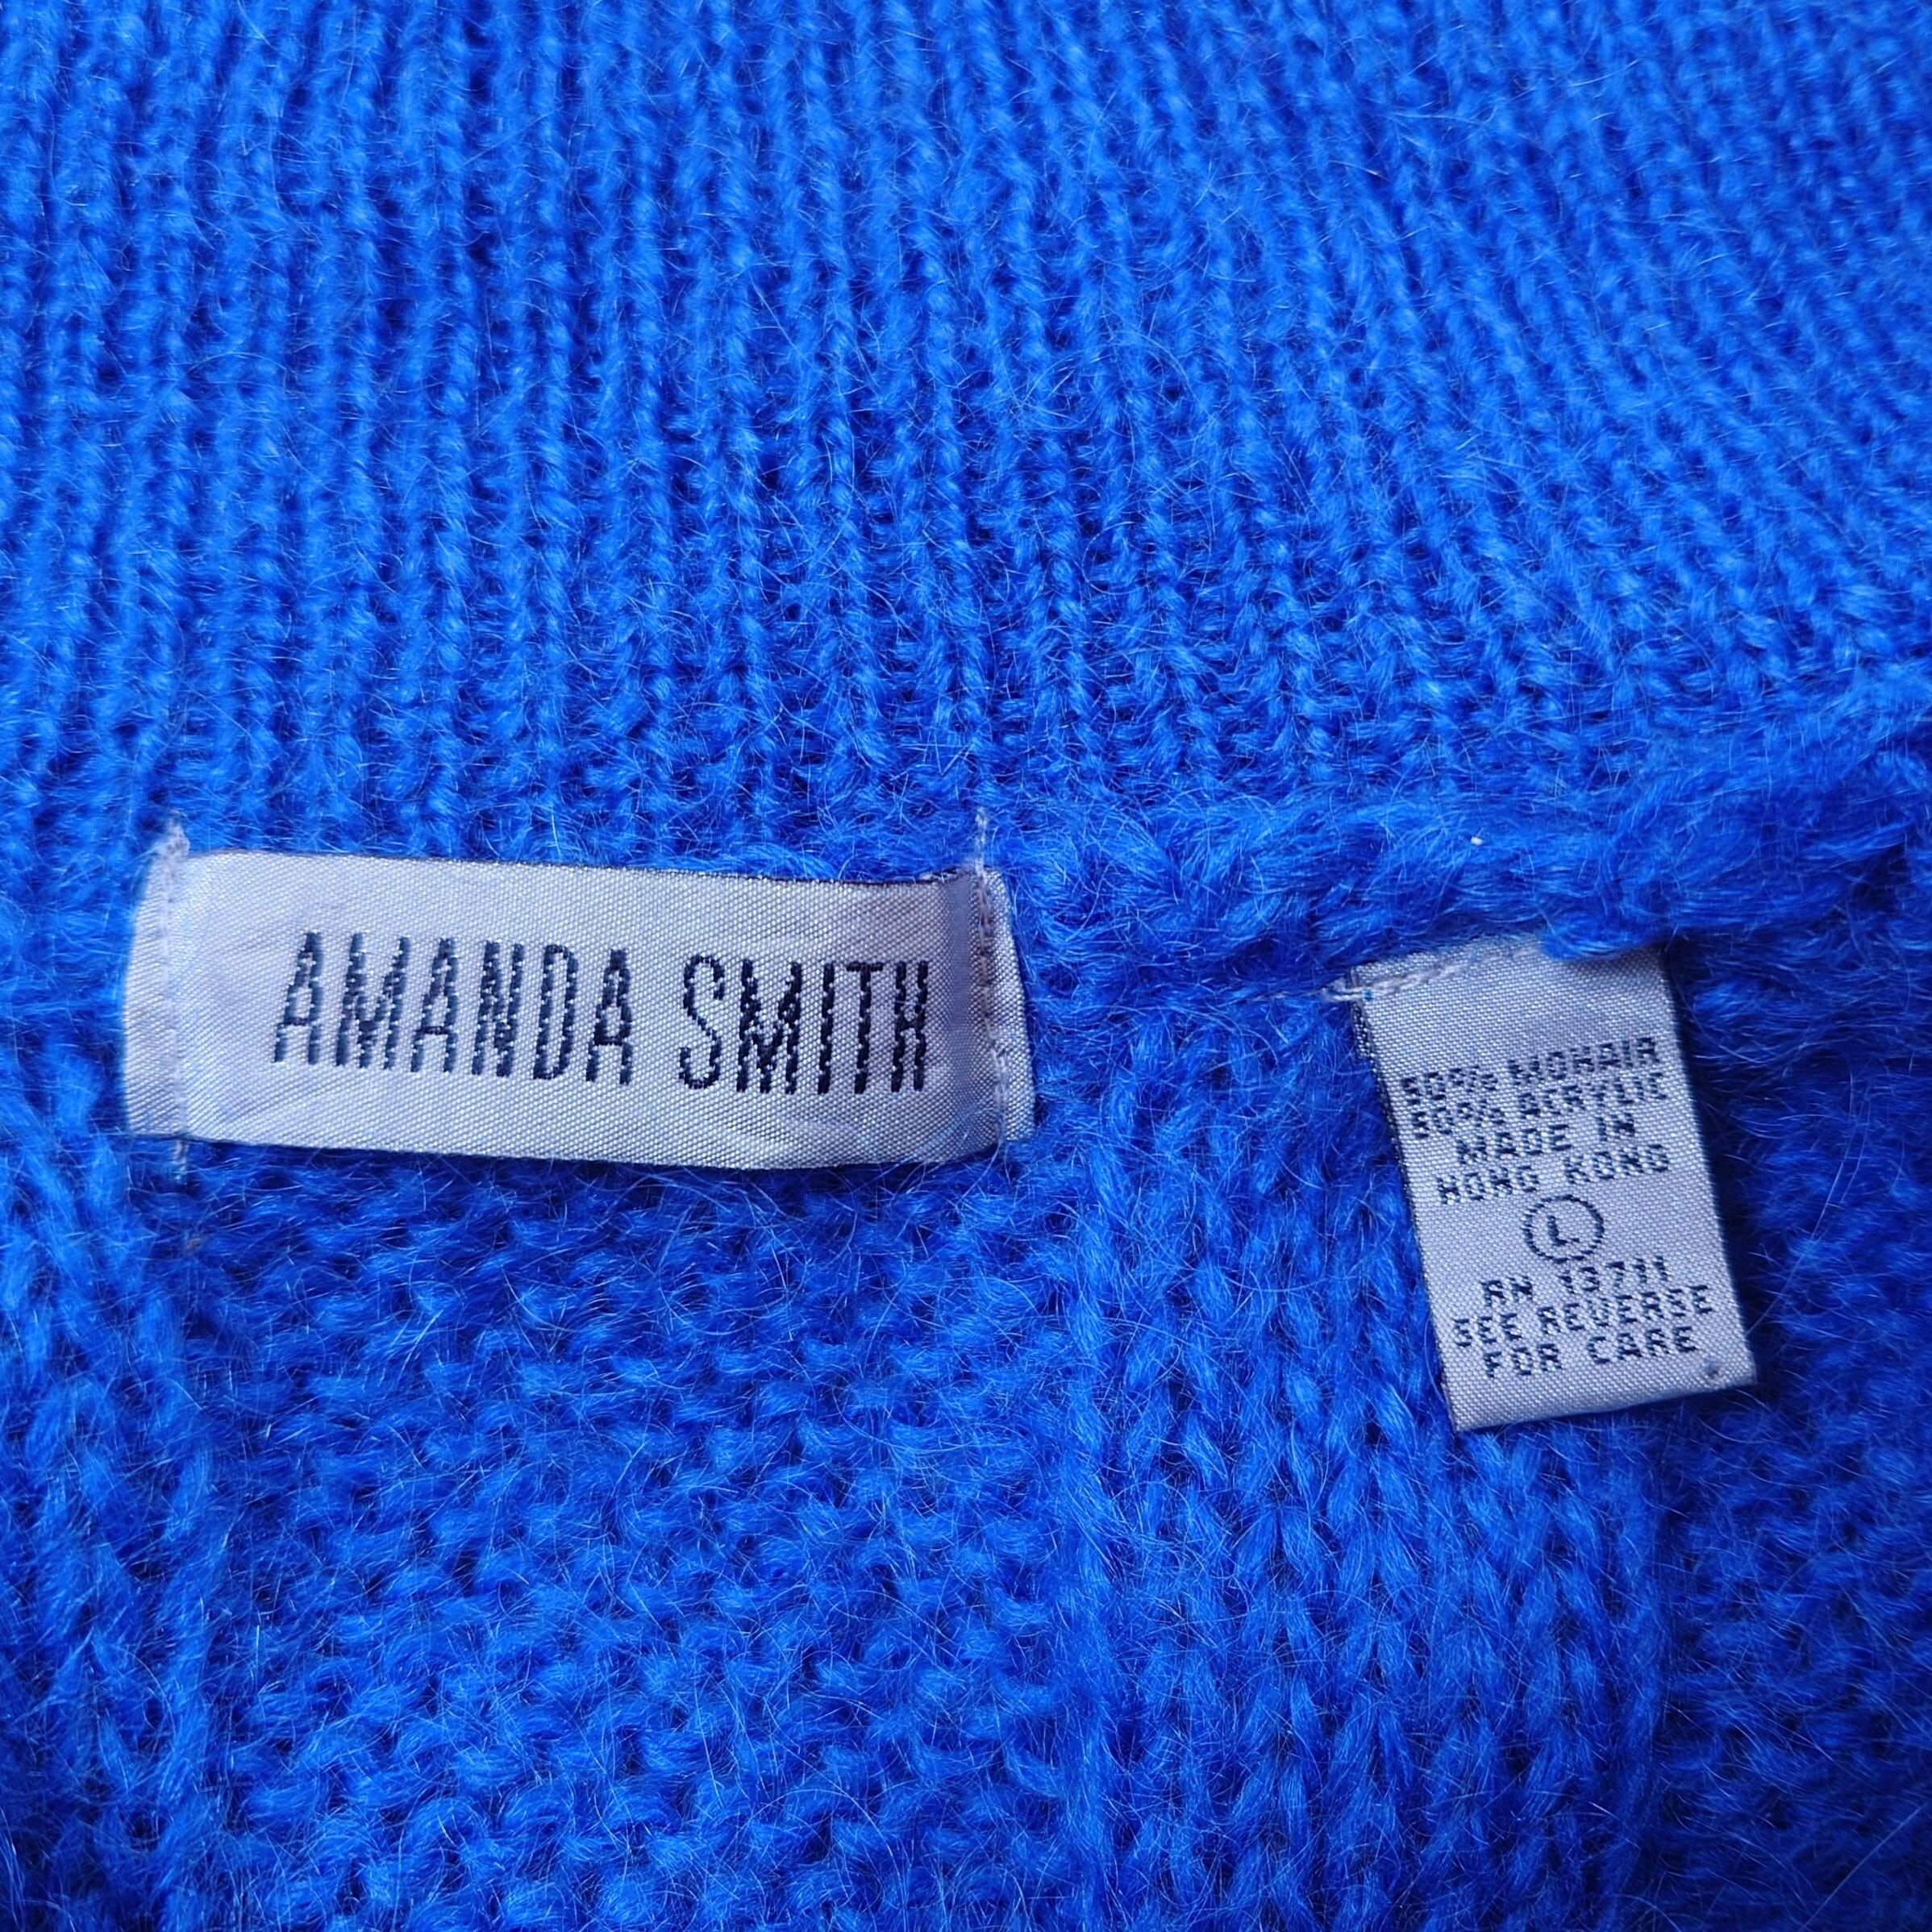 AMANDA SMITH
50% MOHAIR
50% ACRYLIC
MADE IN
HONG KONG
L
RN 13711
SEE REVERSE
FOR CARE